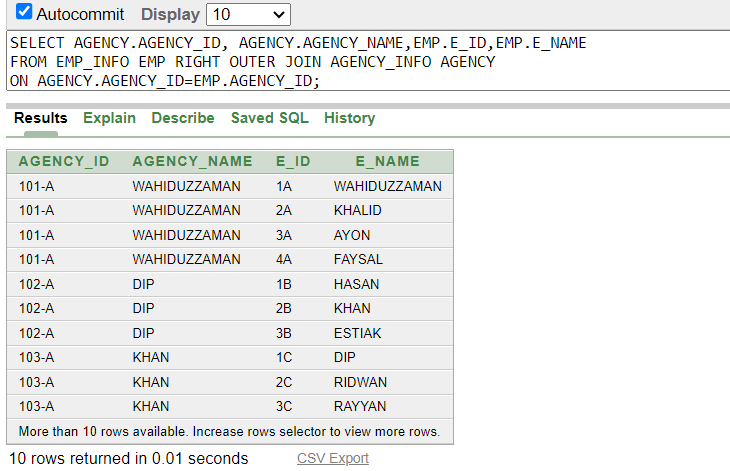 Autocommit Display 10
SELECT AGENCY.AGENCY_ID, AGENCY.AGENCY_NAME,EMP.E_ID,EMP.E_NAME
FROM EMP_INFO EMP RIGHT OUTER JOIN AGENCY_INFO AGENCY
ON AGENCY.AGENCY_ID=EMP.AGENCY_ID;
Results Explain Describe Saved SQL History
AGENCY_ID AGENCY_NAME E_ID E_NAME
101-A WAHIDUZZAMAN 1A WAHIDUZZAMAN
101-A WAHIDUZZAMAN 2A KHALID
101-A WAHIDUZZAMAN 3A AYON
101-A WAHIDUZZAMAN 4A FAYSAL
102-A DIP 1B HASAN
102-A DIP 2B KHAN
102-A DIP 3B ESTIAK
103-A KHAN 1C DIP
103-A KHAN 2C RIDWAN
103-A KHAN 3C RAYYAN
More than 10 rows available. Increase rows selector to view more rows.
10 rows returned in 0.01 seconds CSV Export